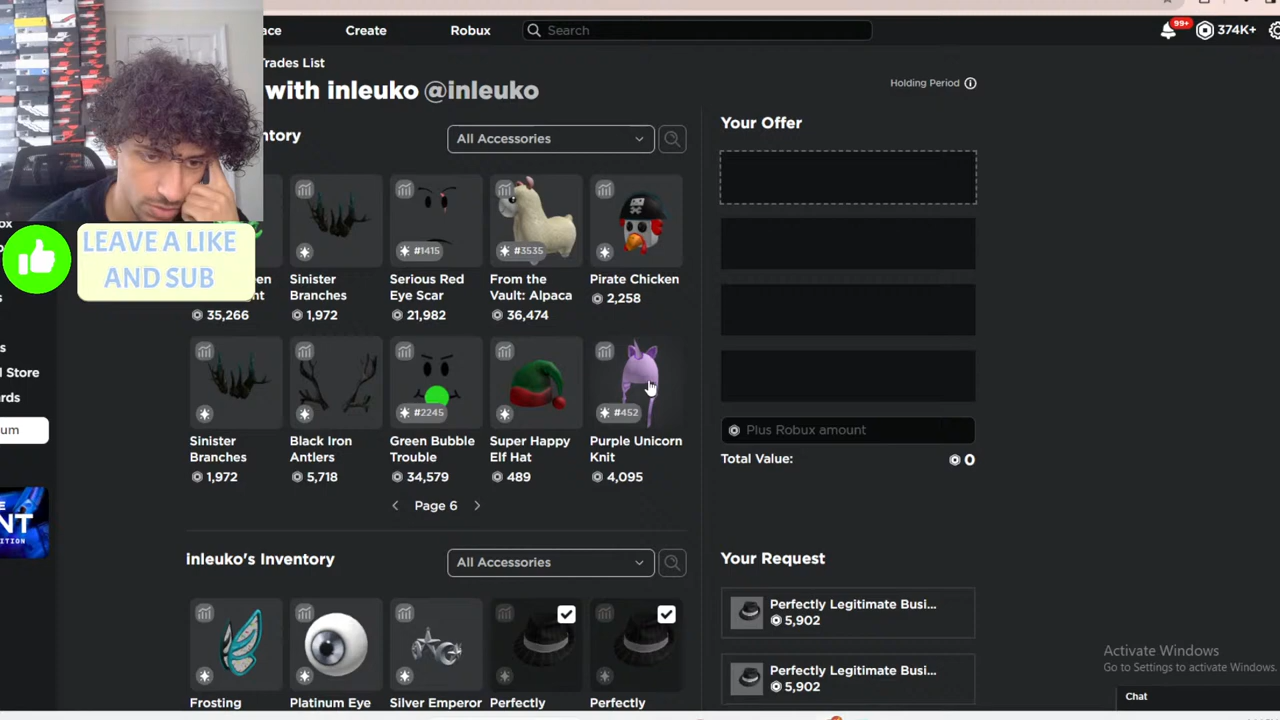 ace Create Robux Search 99+ 374K+
Trades List
with inleuko @inleuko
Holding Period
entory All Accessories
Your Offer
LEAVE A LIKE
AND SUB
#1415 #3535
Sinister Branches
Serious Red Eye Scar
From the Vault: Alpaca
Pirate Chicken
35,266 1,972 21,982 36,474 2,258
#2245 #452
Sinister Branches
Black Iron Antlers
Green Bubble Trouble
Super Happy Elf Hat
Purple Unicorn Knit
1,972 5,718 34,579 489 4,095
Page 6
Plus Robux amount
Total Value: 0
Store
inleuko's Inventory All Accessories
Your Request
Perfectly Legitimate Busi...
5,902
Perfectly Legitimate Busi...
5,902
Frosting Platinum Eye Silver Emperor Perfectly Perfectly
Activate Windows
Go to Settings to activate Windows.
Chat